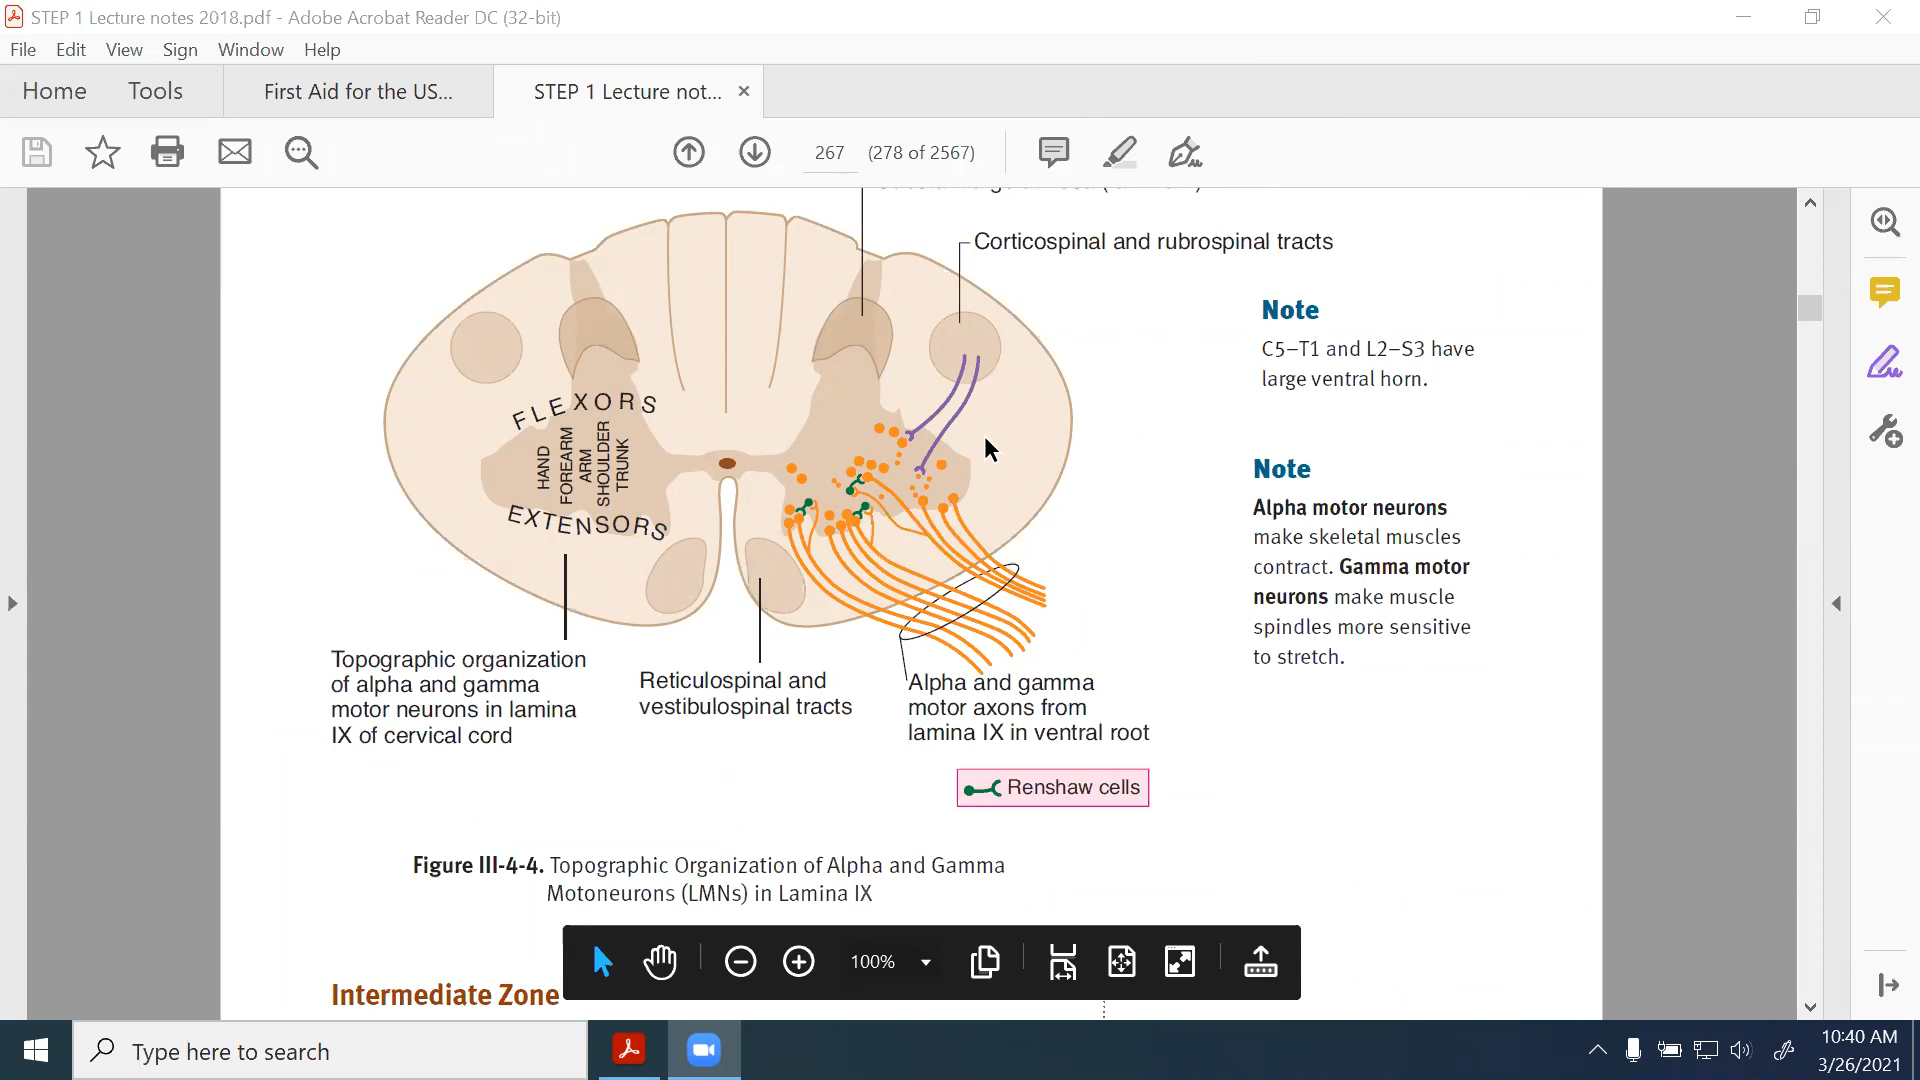 STEP 1 Lecture notes 2018.pdf - Adobe Acrobat Reader DC (32-bit)
File Edit View Sign Window Help
Home Tools First Aid for the US... STEP 1 Lecture not... ×
267 (278 of 2567)
Corticospinal and rubrospinal tracts
Note
C5–T1 and L2–S3 have
large ventral horn.
FLEXORS
HAND
FOREARM
ARM
SHOULDER
TRUNK
EXTENSORS
Note
Alpha motor neurons
make skeletal muscles
contract. Gamma motor
neurons make muscle
spindles more sensitive
to stretch.
Topographic organization
of alpha and gamma
motor neurons in lamina
IX of cervical cord
Reticulospinal and
vestibulospinal tracts
Alpha and gamma
motor axons from
lamina IX in ventral root
Renshaw cells
Figure III-4-4. Topographic Organization of Alpha and Gamma
Motoneurons (LMNs) in Lamina IX
100%
Intermediate Zone
Type here to search
10:40 AM
3/26/2021